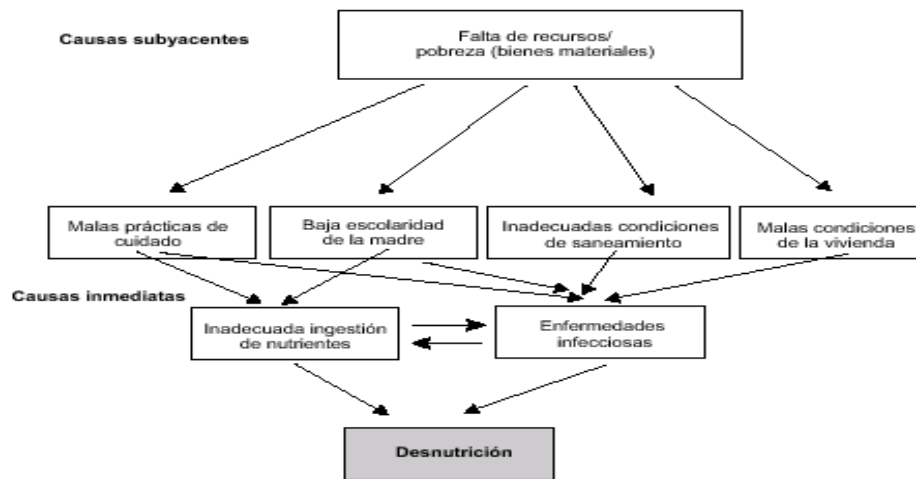 Causas subyacentes
Falta de recursos/
pobreza (bienes materiales)
Malas prácticas de
cuidado
Baja escolaridad
de la madre
Inadecuadas condiciones
de saneamiento
Malas condiciones
de la vivienda
Causas inmediatas
Inadecuada ingestión
de nutrientes
Enfermedades
infecciosas
Desnutrición